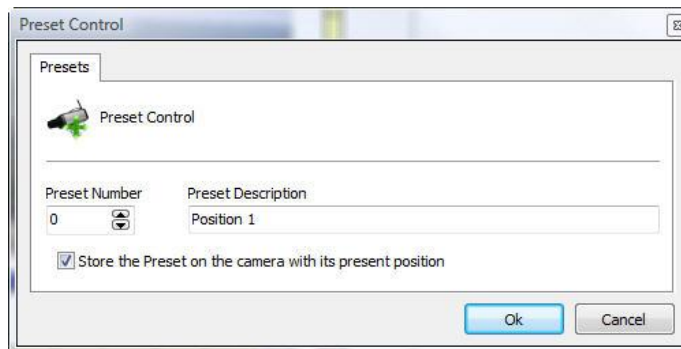 Preset Control
Presets
Preset Control
Preset Number Preset Description
0 Position 1
Store the Preset on the camera with its present position
Ok Cancel